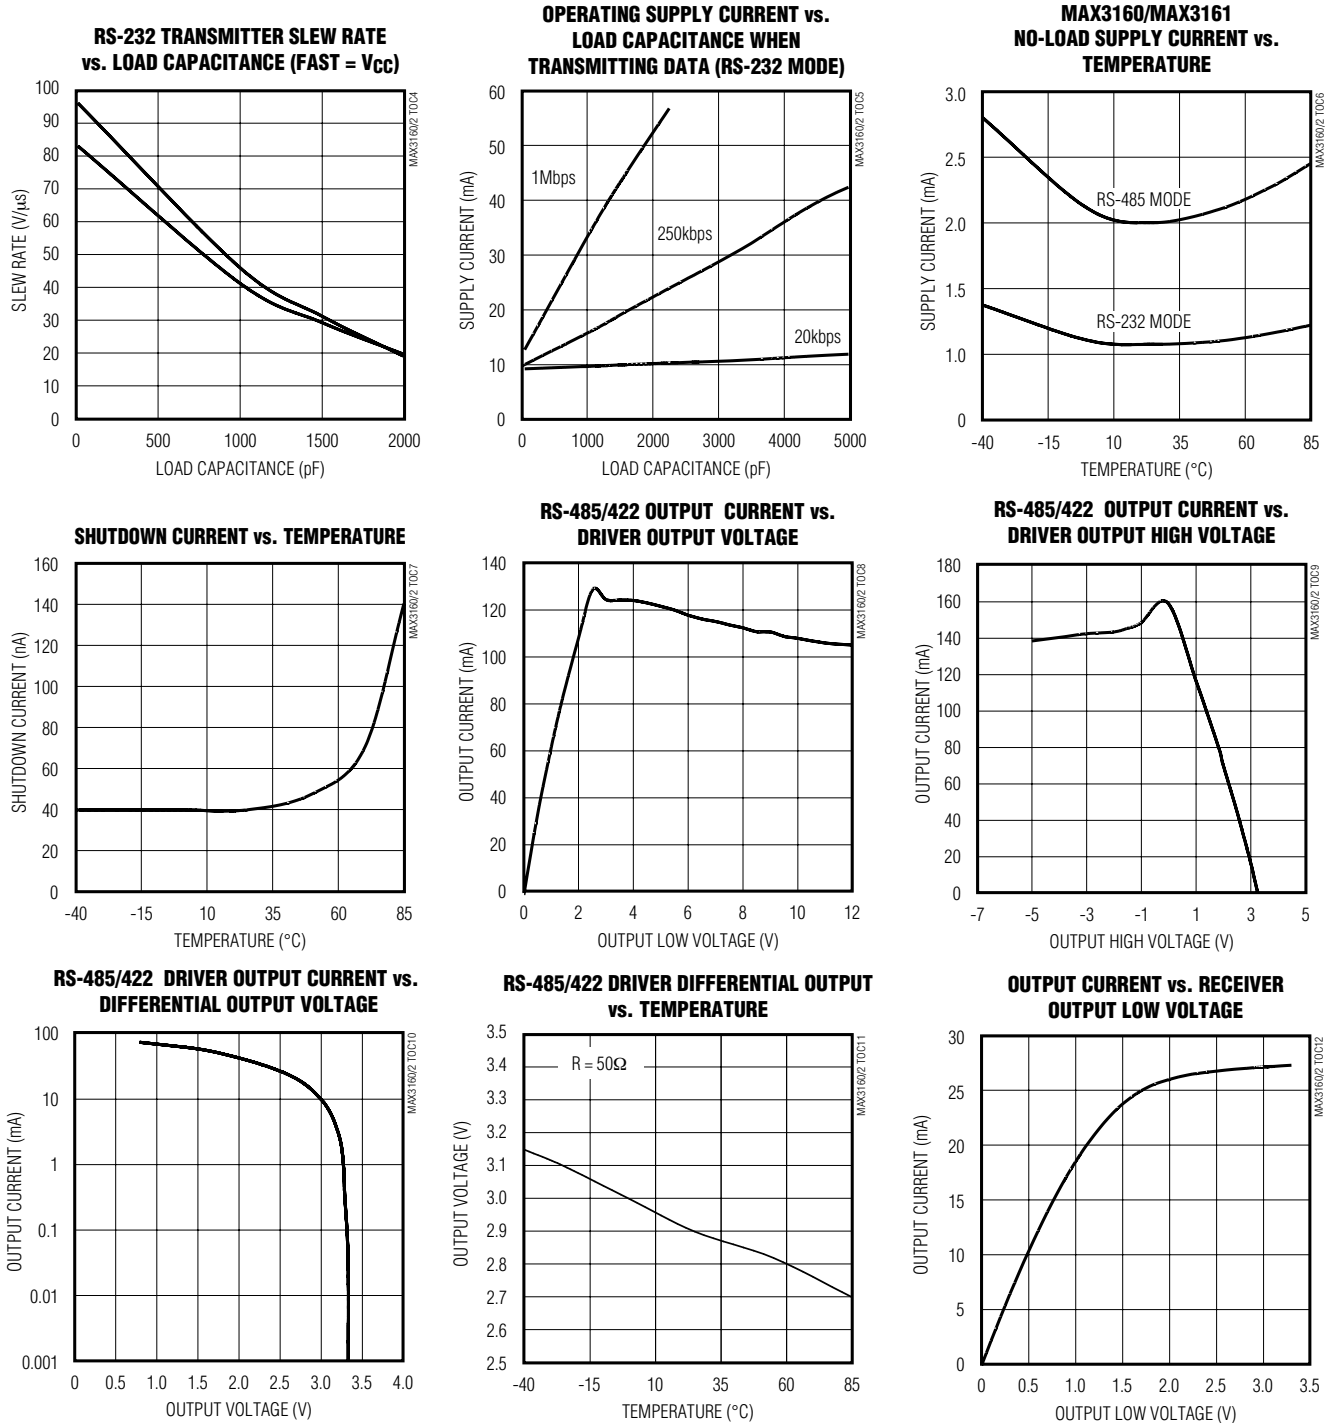 RS-232 TRANSMITTER SLEW RATE
vs. LOAD CAPACITANCE (FAST = VCC)
100
90
80
70
60
50
40
30
20
10
0
SLEW RATE (V/µs)
0 500 1000 1500 2000
LOAD CAPACITANCE (pF)
MAX3160/2 TOC4
OPERATING SUPPLY CURRENT vs.
LOAD CAPACITANCE WHEN
TRANSMITTING DATA (RS-232 MODE)
60
50
40
30
20
10
0
SUPPLY CURRENT (mA)
1Mbps
250kbps
20kbps
0 1000 2000 3000 4000 5000
LOAD CAPACITANCE (pF)
MAX3160/2 TOC5
MAX3160/MAX3161
NO-LOAD SUPPLY CURRENT vs.
TEMPERATURE
3.0
2.5
2.0
1.5
1.0
0
SUPPLY CURRENT (mA)
RS-485 MODE
RS-232 MODE
-40 -15 10 35 60 85
TEMPERATURE (°C)
MAX3160/2 TOC6
SHUTDOWN CURRENT vs. TEMPERATURE
160
140
120
100
80
60
40
20
0
SHUTDOWN CURRENT (nA)
-40 -15 10 35 60 85
TEMPERATURE (°C)
MAX3160/2 TOC7
RS-485/422 OUTPUT CURRENT vs.
DRIVER OUTPUT VOLTAGE
140
120
100
80
60
40
20
0
OUTPUT CURRENT (mA)
0 2 4 6 8 10 12
OUTPUT LOW VOLTAGE (V)
MAX3160/2 TOC8
RS-485/422 OUTPUT CURRENT vs.
DRIVER OUTPUT HIGH VOLTAGE
180
160
140
120
100
80
60
40
20
0
OUTPUT CURRENT (mA)
-7 -5 -3 -1 1 3 5
OUTPUT HIGH VOLTAGE (V)
MAX3160/2 TOC9
RS-485/422 DRIVER OUTPUT CURRENT vs.
DIFFERENTIAL OUTPUT VOLTAGE
100
10
1
0.1
0.01
0.001
OUTPUT CURRENT (mA)
0 0.5 1.0 1.5 2.0 2.5 3.0 3.5 4.0
OUTPUT VOLTAGE (V)
MAX3160/2 TOC10
RS-485/422 DRIVER DIFFERENTIAL OUTPUT
vs. TEMPERATURE
3.5
3.4
3.3
3.2
3.1
3.0
2.9
2.8
2.7
2.6
2.5
OUTPUT VOLTAGE (V)
R = 50Ω
-40 -15 10 35 60 85
TEMPERATURE (°C)
MAX3160/2 TOC11
OUTPUT CURRENT vs. RECEIVER
OUTPUT LOW VOLTAGE
30
25
20
15
10
5
0
OUTPUT CURRENT (mA)
0 0.5 1.0 1.5 2.0 2.5 3.0 3.5
OUTPUT LOW VOLTAGE (V)
MAX3160/2 TOC12